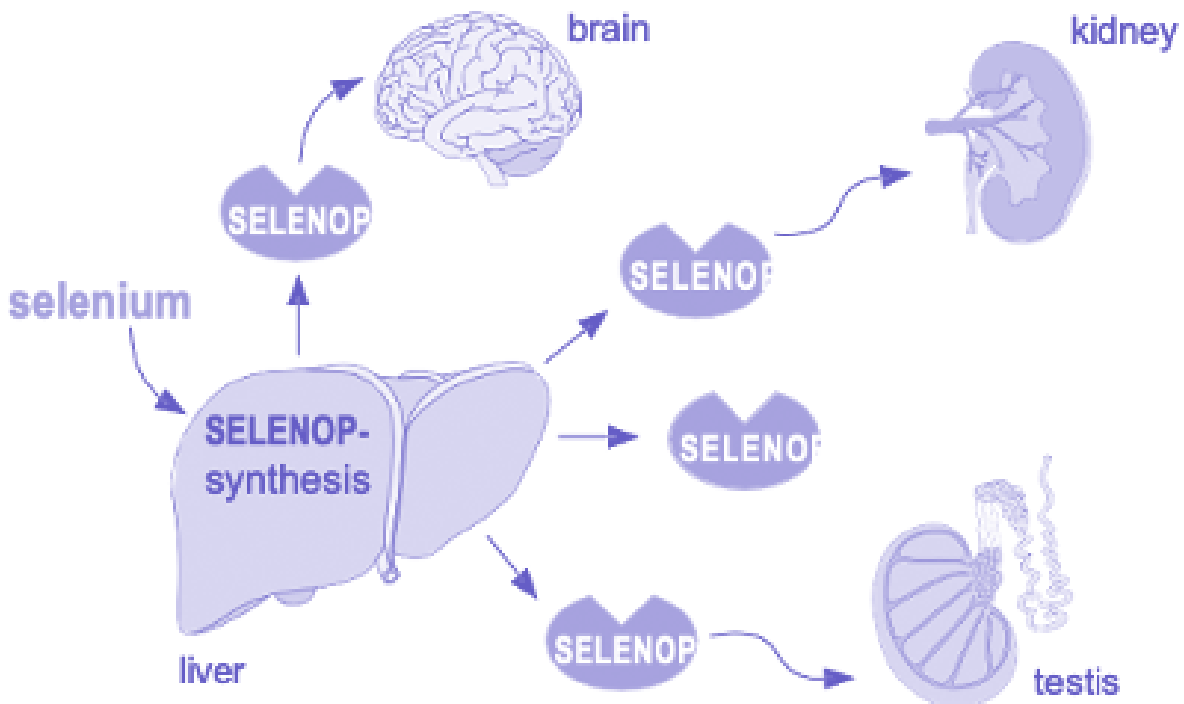 brain
kidney
SELENOP
SELENOP
selenium
SELENOP-
synthesis
SELENOP
SELENOP
liver
testis